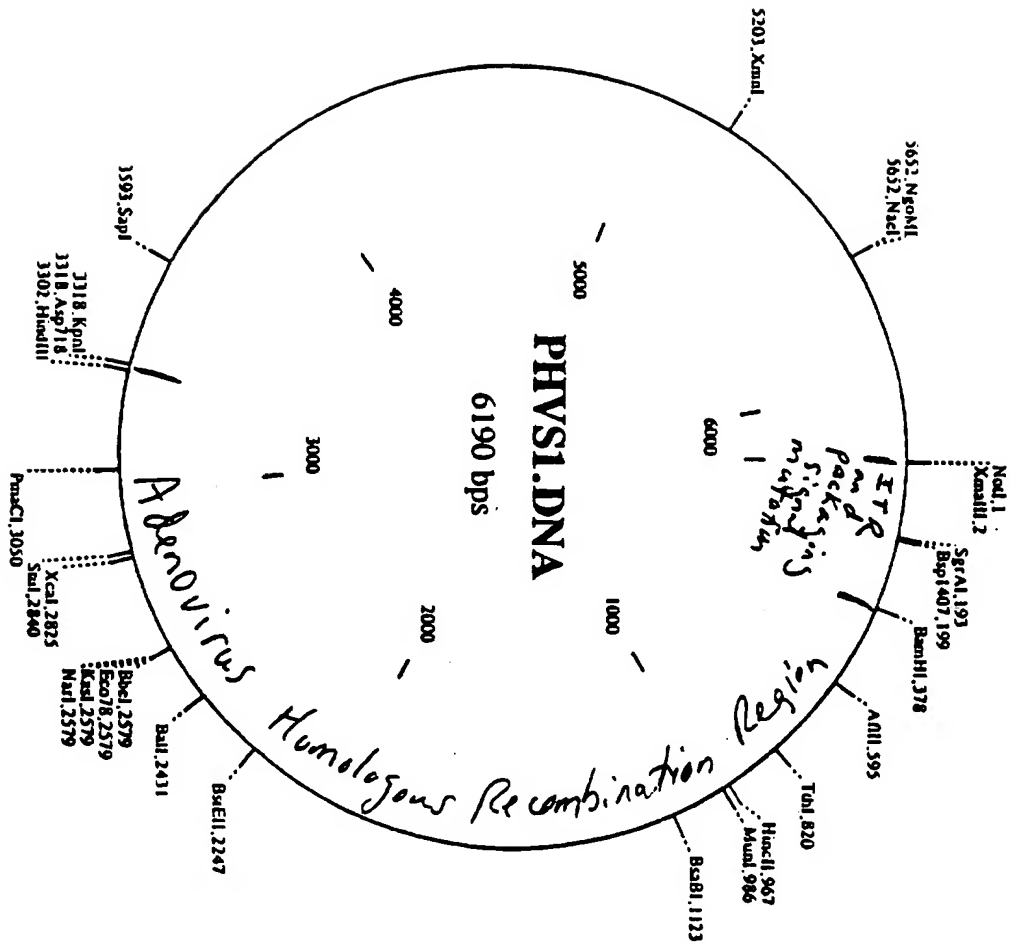 PHVS1.DNA
6190 bps
NotI,1
XmaIII,2
SgrAI,193
Bsp1407,199
BamHI,378
AflII,595
Tth1,820
HincII,967
MunI,986
BsaBI,1123
BstEII,2247
BalI,2431
BbeI,2579
Eco78,2579
KasI,2579
NarI,2579
XcaI,2825
StuI,2840
PmaCI,3050
3318,KpnI
3318,Asp718
3302,HindIII
3593,SapI
5203,XmnI
5652,NgoMI
5652,NaeI
1000
2000
3000
4000
5000
6000
ITR
and
packaging
signaling
mutation
Adenovirus Homologous Recombination Region